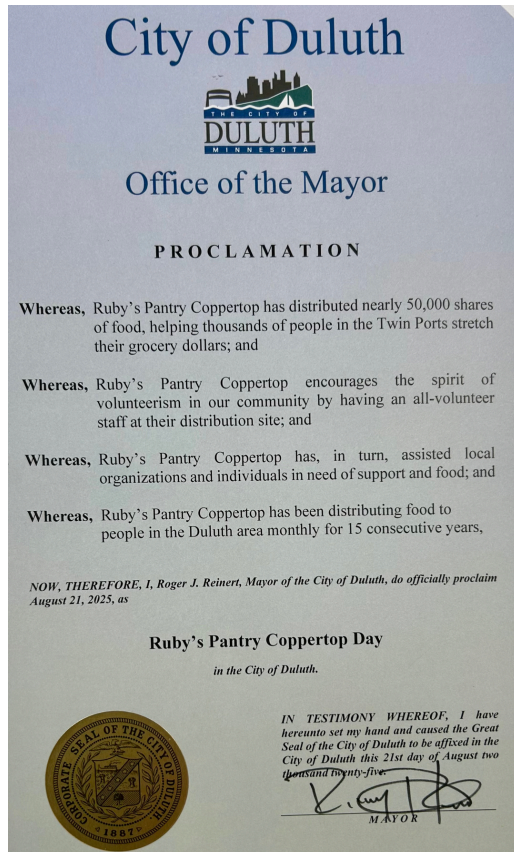 City of Duluth
THE CITY OF
DULUTH
MINNESOTA
Office of the Mayor
PROCLAMATION
Whereas, Ruby's Pantry Coppertop has distributed nearly 50,000 shares
of food, helping thousands of people in the Twin Ports stretch
their grocery dollars; and
Whereas, Ruby's Pantry Coppertop encourages the spirit of
volunteerism in our community by having an all-volunteer
staff at their distribution site; and
Whereas, Ruby's Pantry Coppertop has, in turn, assisted local
organizations and individuals in need of support and food; and
Whereas, Ruby's Pantry Coppertop has been distributing food to
people in the Duluth area monthly for 15 consecutive years,
NOW, THEREFORE, I, Roger J. Reinert, Mayor of the City of Duluth, do officially proclaim
August 21, 2025, as
Ruby's Pantry Coppertop Day
in the City of Duluth.
IN TESTIMONY WHEREOF, I have
hereunto set my hand and caused the Great
Seal of the City of Duluth to be affixed in the
City of Duluth this 21st day of August two
thousand twenty-five.
MAYOR
CORPORATE SEAL OF THE CITY OF DULUTH.
1887